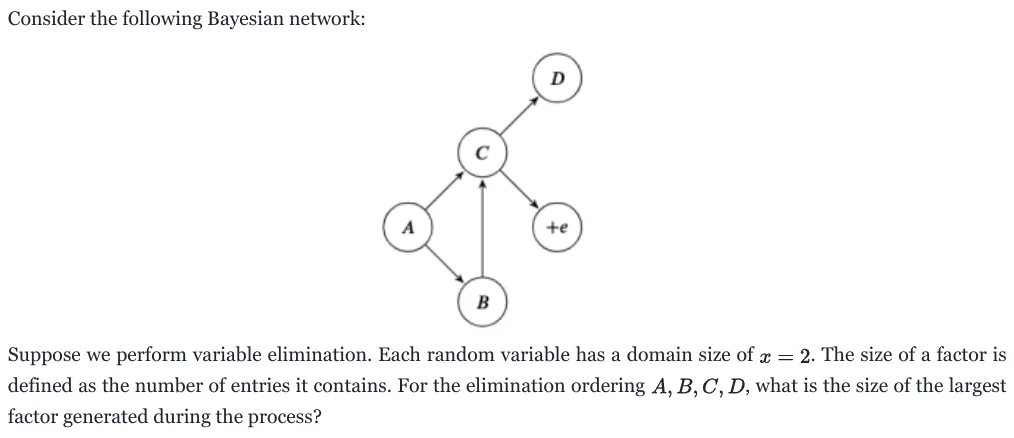 Consider the following Bayesian network:
D
C
A
+e
B
Suppose we perform variable elimination. Each random variable has a domain size of x = 2. The size of a factor is
defined as the number of entries it contains. For the elimination ordering A, B, C, D, what is the size of the largest
factor generated during the process?